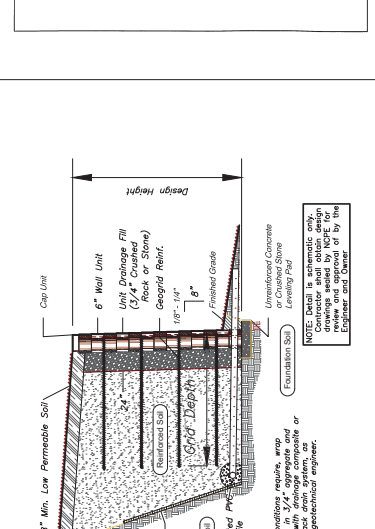 Design Height
Cap Unit
6" Wall Unit
Unit Drainage Fill
(3/4" Crushed
Rock or Stone)
Geogrid Reinf.
1/8" - 1/4"
8"
Finished Grade
Unreinforced Concrete
or Crushed Stone
Leveling Pad
NOTE: Detail is schematic only.
Contractor shall obtain design
drawings sealed by NCPE for
review and approval of by the
Engineer and Owner
Min. Low Permeable Soil
24"
Reinforced Soil
Grid Depth
Foundation Soil
PVC
onditions require, wrap
in 3/4" aggregate and
with drainage composite or
drain system, as
geotechnical engineer.